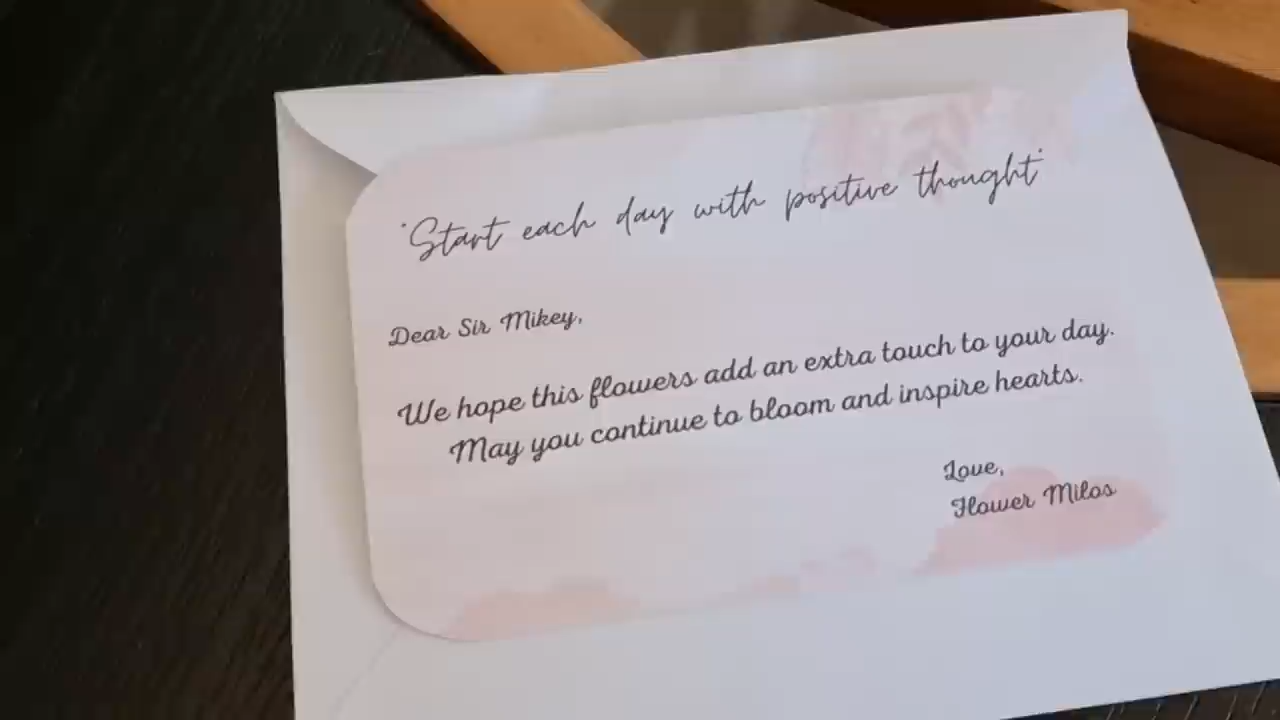 "Start each day with positive thought"
Dear Sir Mikey,
We hope this flowers add an extra touch to your day.
May you continue to bloom and inspire hearts.
Love,
Flower Milos